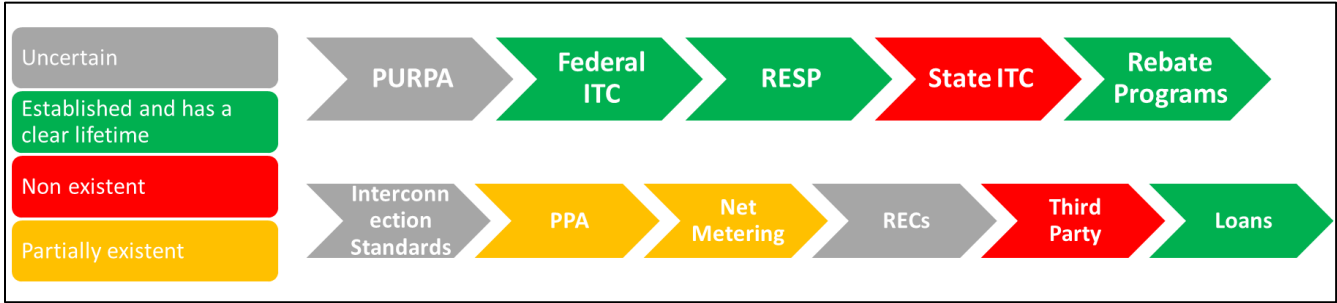 Uncertain
Established and has a
clear lifetime
Non existent
Partially existent
PURPA
Federal
ITC
RESP
State ITC
Rebate
Programs
Interconn
ection
Standards
PPA
Net
Metering
RECs
Third
Party
Loans